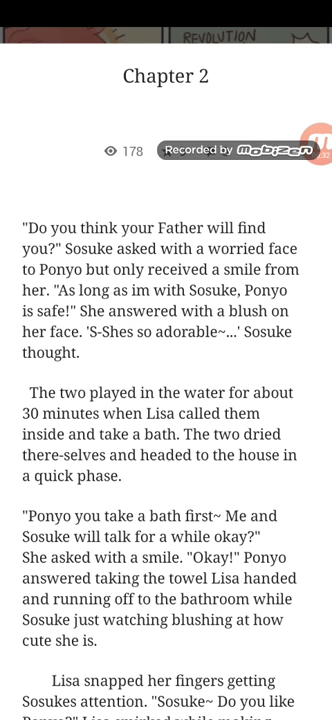 REVOLUTION
Chapter 2
178
Recorded by mobizen
"Do you think your Father will find
you?" Sosuke asked with a worried face
to Ponyo but only received a smile from
her. "As long as im with Sosuke, Ponyo
is safe!" She answered with a blush on
her face. 'S-Shes so adorable~...' Sosuke
thought.
The two played in the water for about
30 minutes when Lisa called them
inside and take a bath. The two dried
there-selves and headed to the house in
a quick phase.
"Ponyo you take a bath first~ Me and
Sosuke will talk for a while okay?"
She asked with a smile. "Okay!" Ponyo
answered taking the towel Lisa handed
and running off to the bathroom while
Sosuke just watching blushing at how
cute she is.
Lisa snapped her fingers getting
Sosukes attention. "Sosuke~ Do you like
Ponyo?" Lisa smirked while making